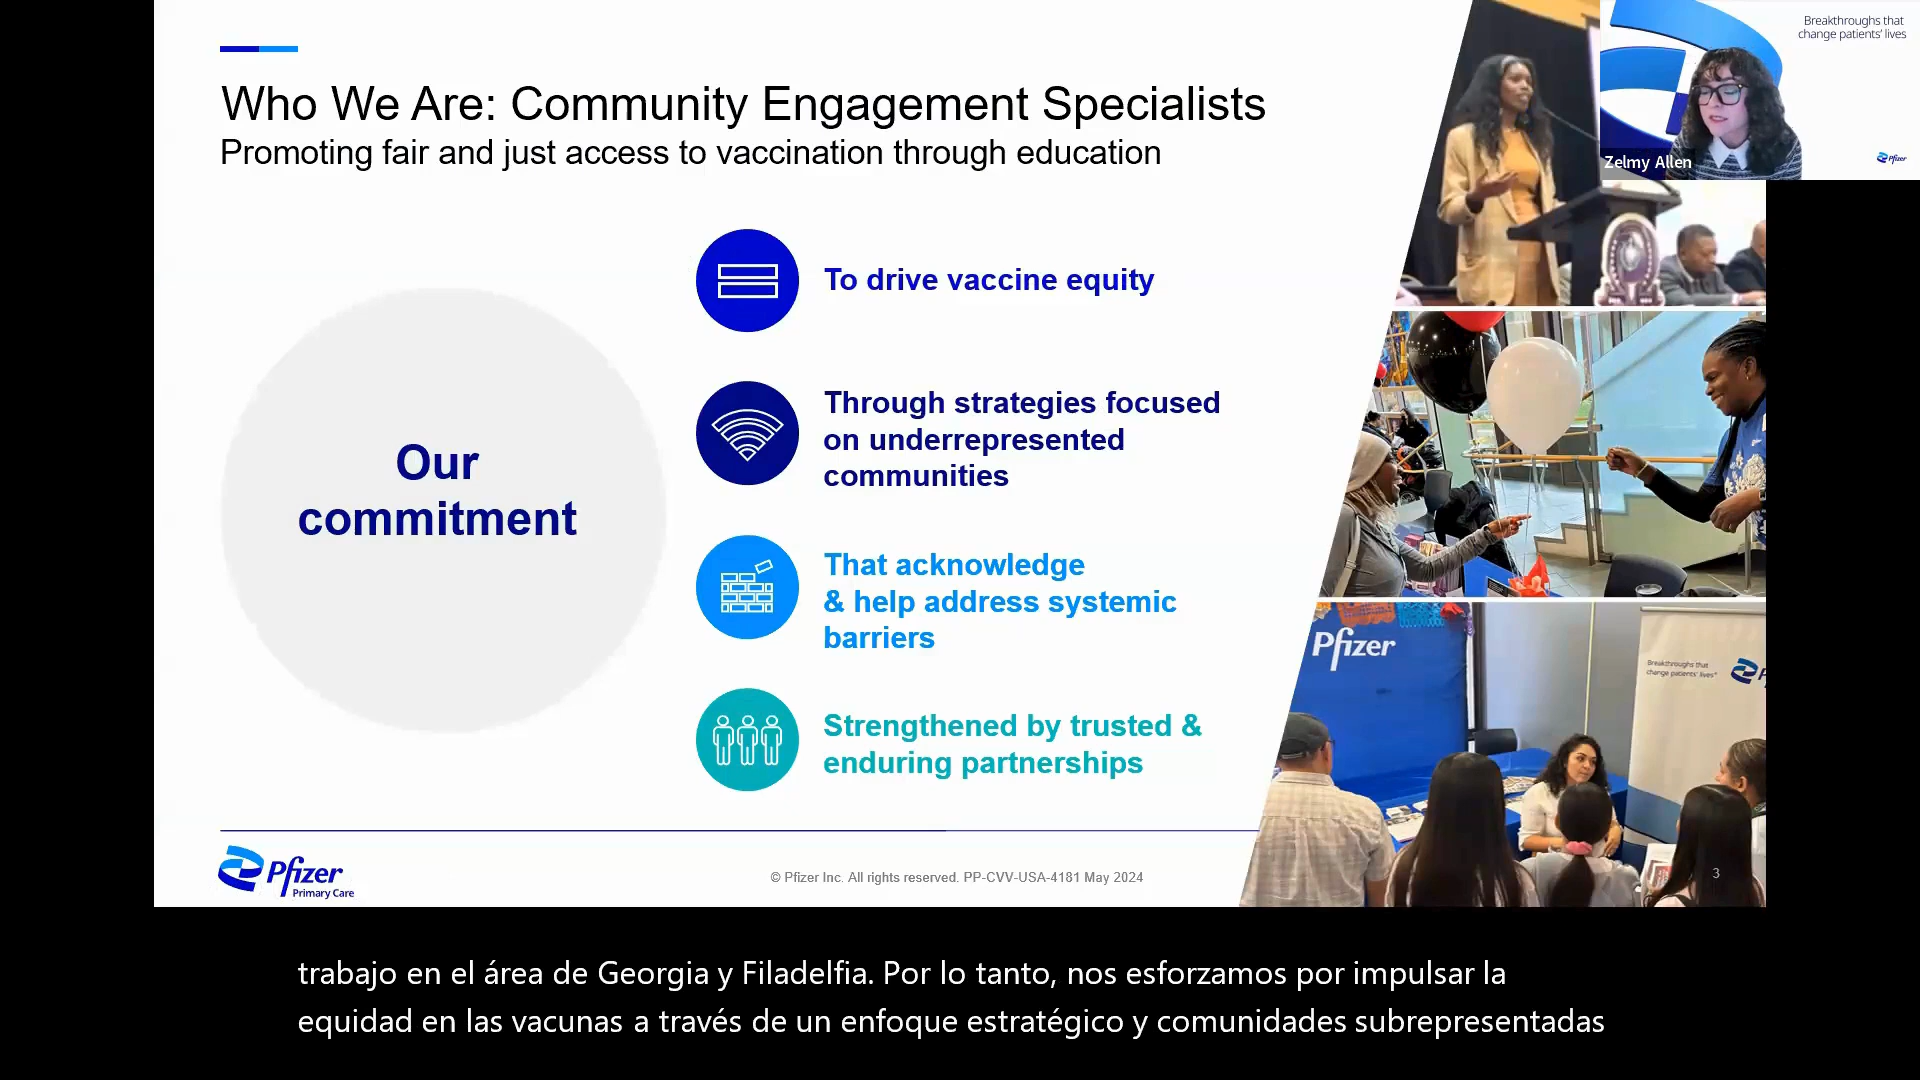 Who We Are: Community Engagement Specialists
Promoting fair and just access to vaccination through education
Our
commitment
To drive vaccine equity
Through strategies focused
on underrepresented
communities
That acknowledge
& help address systemic
barriers
Strengthened by trusted &
enduring partnerships
Breakthroughs that
change patients' lives
Zelmy Allen
Pfizer
Pfizer
Breakthroughs that
change patients' lives®
Pfizer
Primary Care
© Pfizer Inc. All rights reserved. PP-CVV-USA-4181 May 2024
3
trabajo en el área de Georgia y Filadelfia. Por lo tanto, nos esforzamos por impulsar la
equidad en las vacunas a través de un enfoque estratégico y comunidades subrepresentadas